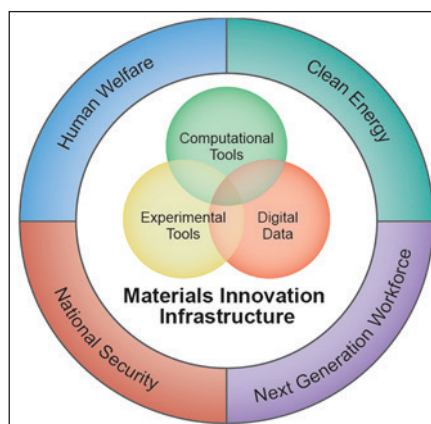 Human Welfare
Clean Energy
Computational
Tools
Experimental
Tools
Digital
Data
Materials Innovation
Infrastructure
National Security
Next Generation Workforce